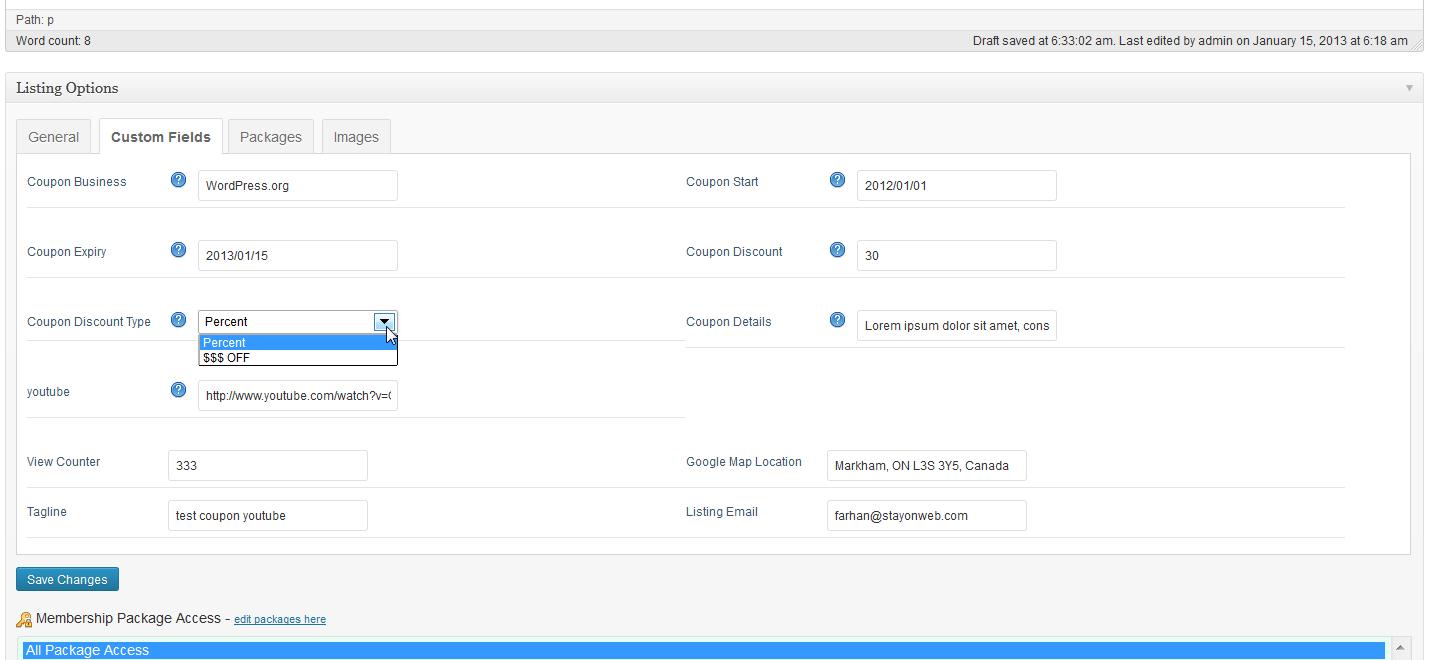 Path: p
Word count: 8 Draft saved at 6:33:02 am. Last edited by admin on January 15, 2013 at 6:18 am
Listing Options
General Custom Fields Packages Images
Coupon Business ? WordPress.org Coupon Start ? 2012/01/01
Coupon Expiry ? 2013/01/15 Coupon Discount ? 30
Coupon Discount Type ? Percent Coupon Details ? Lorem ipsum dolor sit amet, cons
Percent
$$$ OFF
youtube ? http://www.youtube.com/watch?v=
View Counter 333 Google Map Location Markham, ON L3S 3Y5, Canada
Tagline test coupon youtube Listing Email farhan@stayonweb.com
Save Changes
Membership Package Access - edit packages here
All Package Access